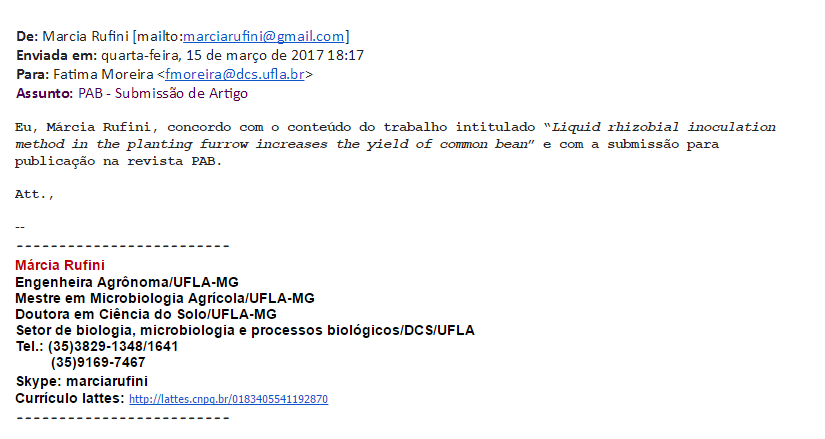 De: Marcia Rufini [mailto:marciarufini@gmail.com]
Enviada em: quarta-feira, 15 de março de 2017 18:17
Para: Fatima Moreira <fmoreira@dcs.ufla.br>
Assunto: PAB - Submissão de Artigo
Eu, Márcia Rufini, concordo com o conteúdo do trabalho intitulado “Liquid rhizobial inoculation
method in the planting furrow increases the yield of common bean” e com a submissão para
publicação na revista PAB.
Att.,
--
-------------------------
Márcia Rufini
Engenheira Agrônoma/UFLA-MG
Mestre em Microbiologia Agrícola/UFLA-MG
Doutora em Ciência do Solo/UFLA-MG
Setor de biologia, microbiologia e processos biológicos/DCS/UFLA
Tel.: (35)3829-1348/1641
(35)9169-7467
Skype: marciarufini
Currículo lattes: http://lattes.cnpq.br/0183405541192870
-------------------------